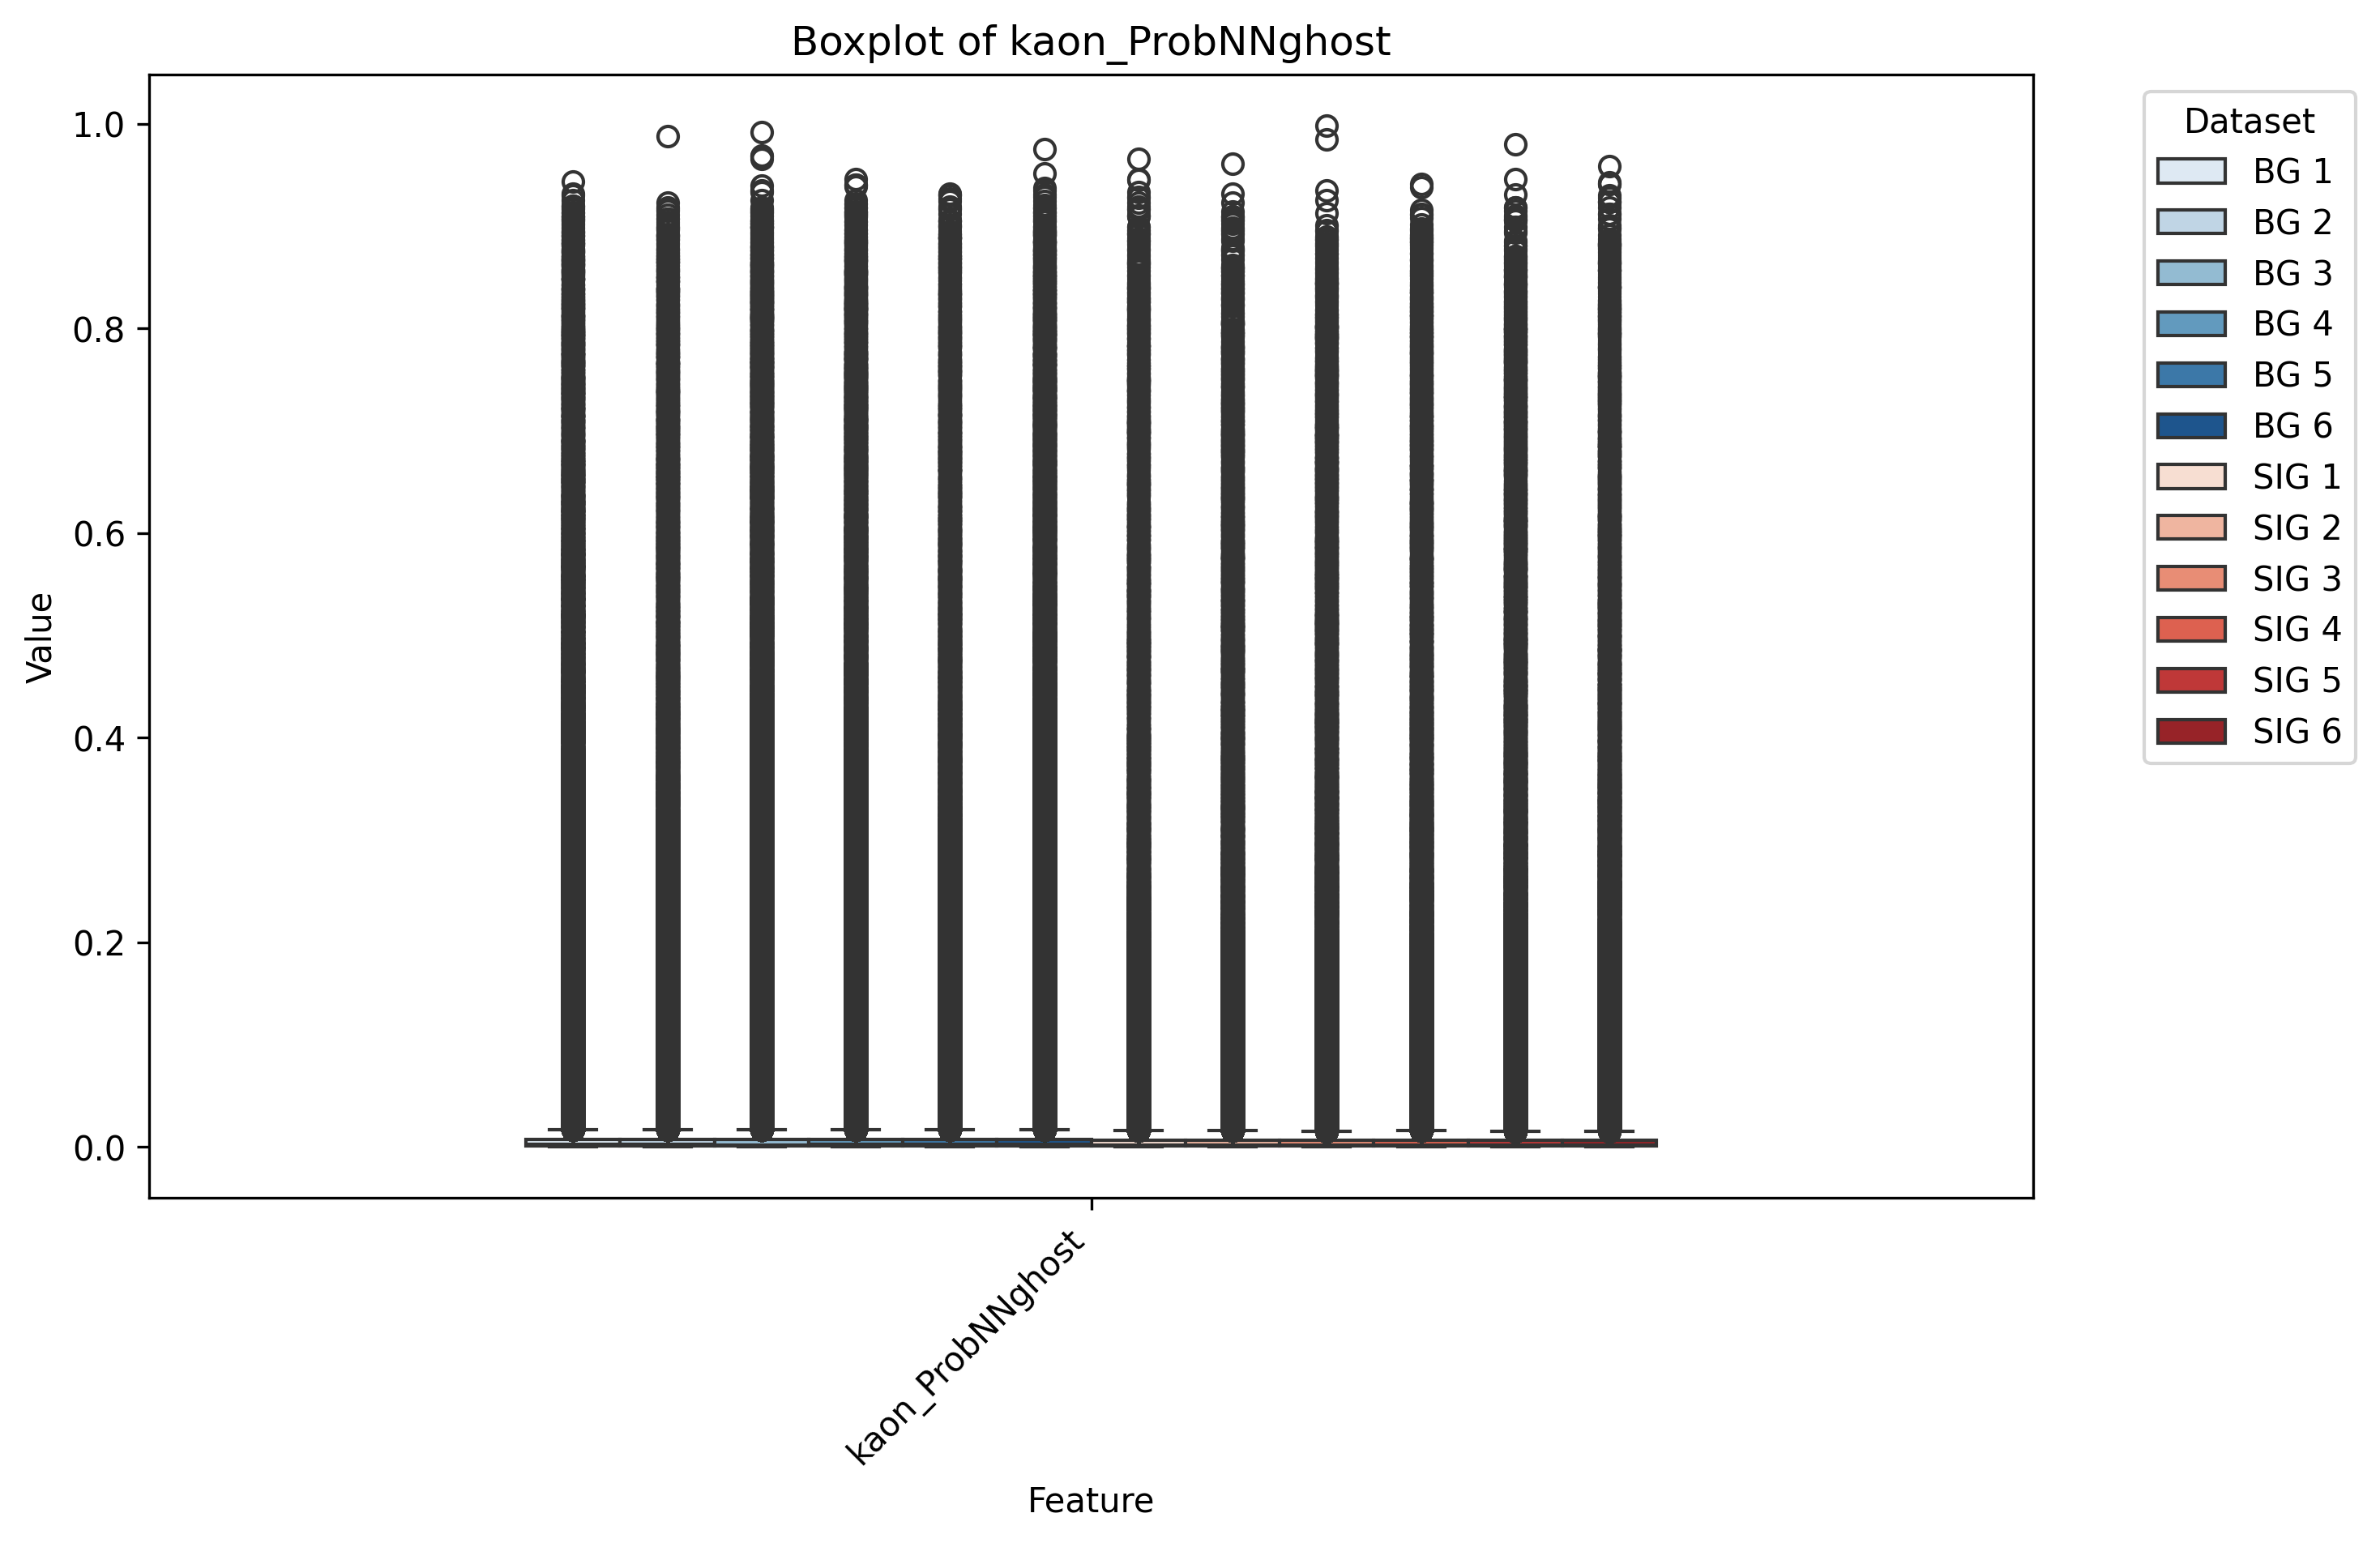 Boxplot of kaon_ProbNNghost
1.0
0.8
0.6
0.4
0.2
0.0
Value
kaon_ProbNNghost
Feature
Dataset
BG 1
BG 2
BG 3
BG 4
BG 5
BG 6
SIG 1
SIG 2
SIG 3
SIG 4
SIG 5
SIG 6